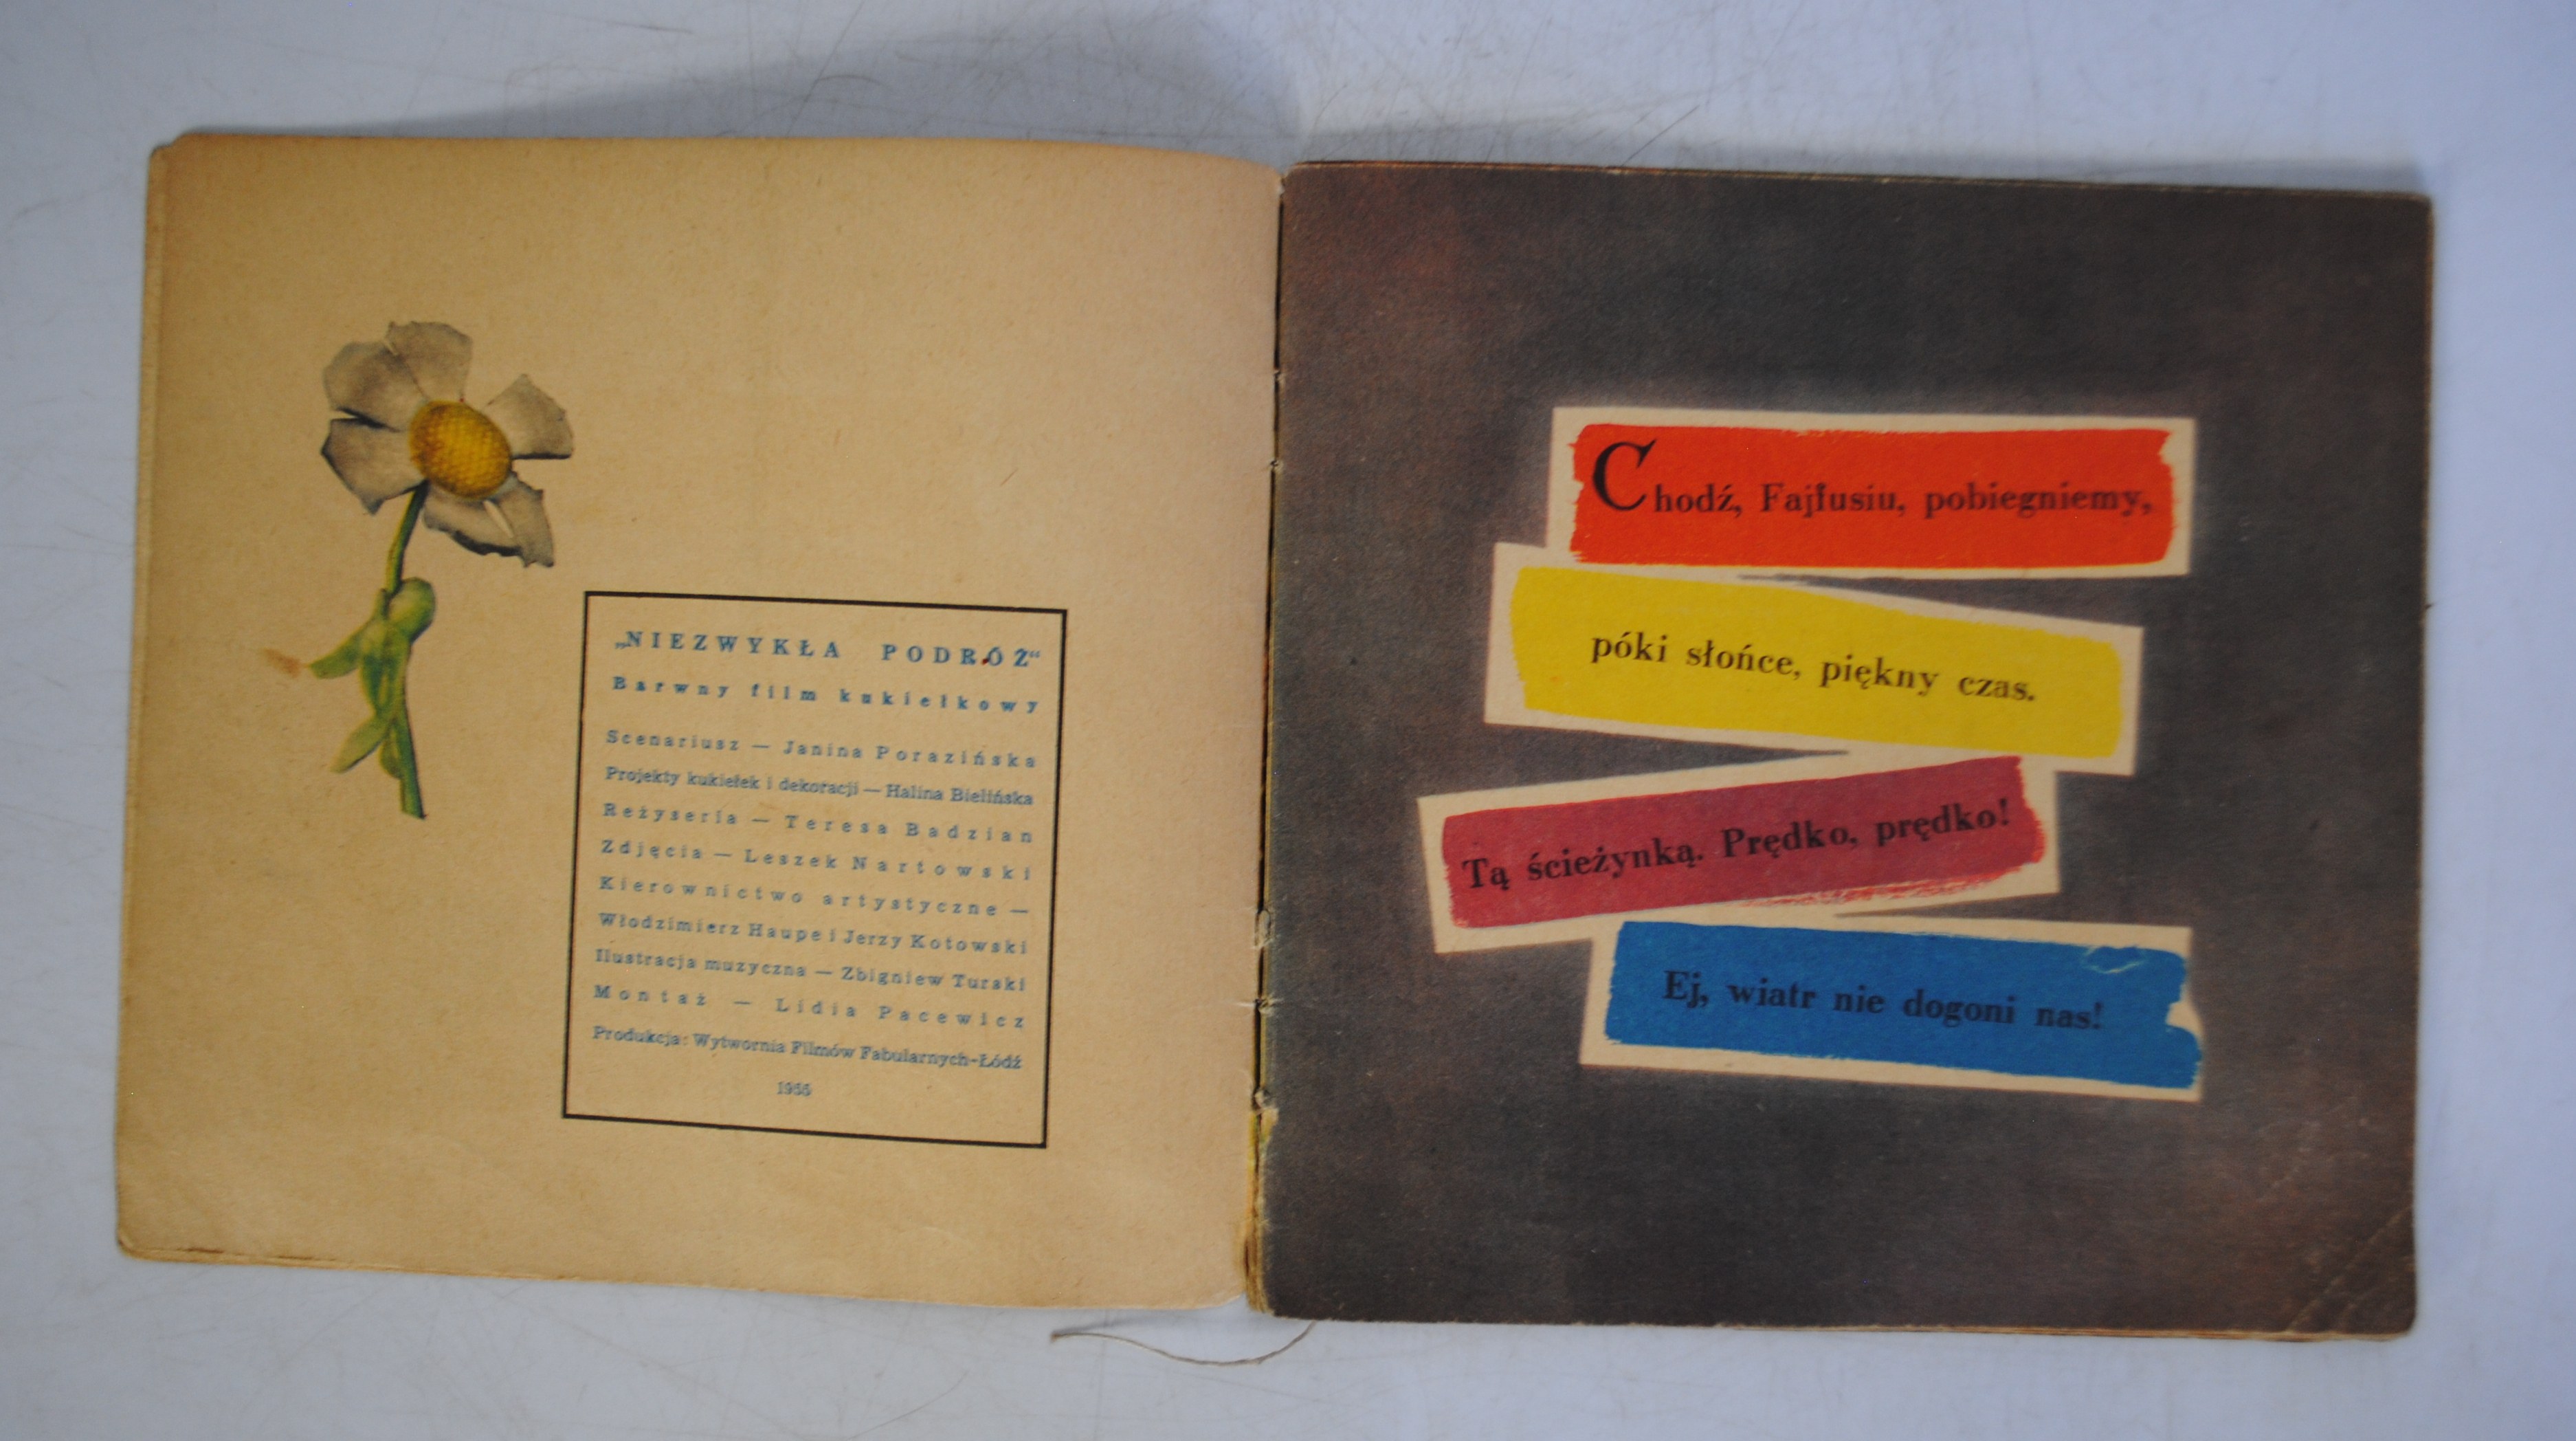 „NIEZWYKŁA PODRÓŻ“
Barwny film kukiełkowy
Scenariusz — Janina Porazińska
Projekty kukiełek i dekoracji — Halina Bielińska
Reżyseria — Teresa Badzian
Zdjęcia — Leszek Nartowski
Kierownictwo artystyczne —
Włodzimierz Haupe i Jerzy Kotowski
Ilustracja muzyczna — Zbigniew Turski
Montaż — Lidia Pacewicz
Produkcja: Wytwornia Filmów Fabularnych-Łódź
Chodź, Fajtusiu, pobiegniemy,
póki słońce, piękny czas.
Tą ścieżynką. Prędko, prędko!
Ej, wiatr nie dogoni nas!